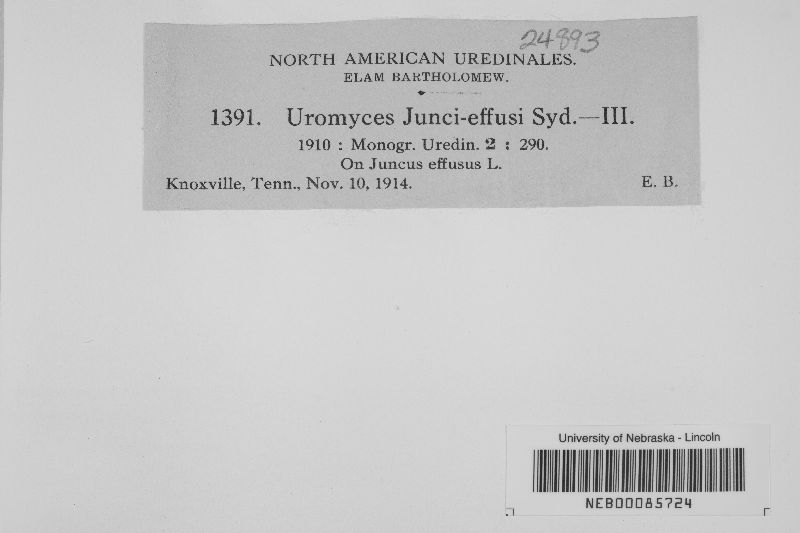 24893
NORTH AMERICAN UREDINALES.
ELAM BARTHOLOMEW.
1391. Uromyces Junci-effusi Syd.—III.
1910 : Monogr. Uredin. 2 : 290.
On Juncus effusus L.
Knoxville, Tenn., Nov. 10, 1914. E. B.
University of Nebraska - Lincoln
NEB00085724